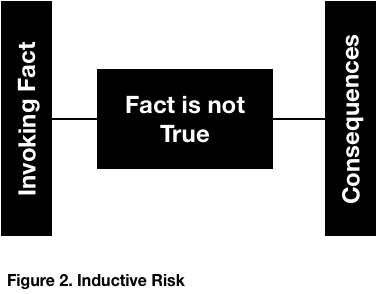 Invoking Fact
Fact is not
True
Consequences
Figure 2. Inductive Risk